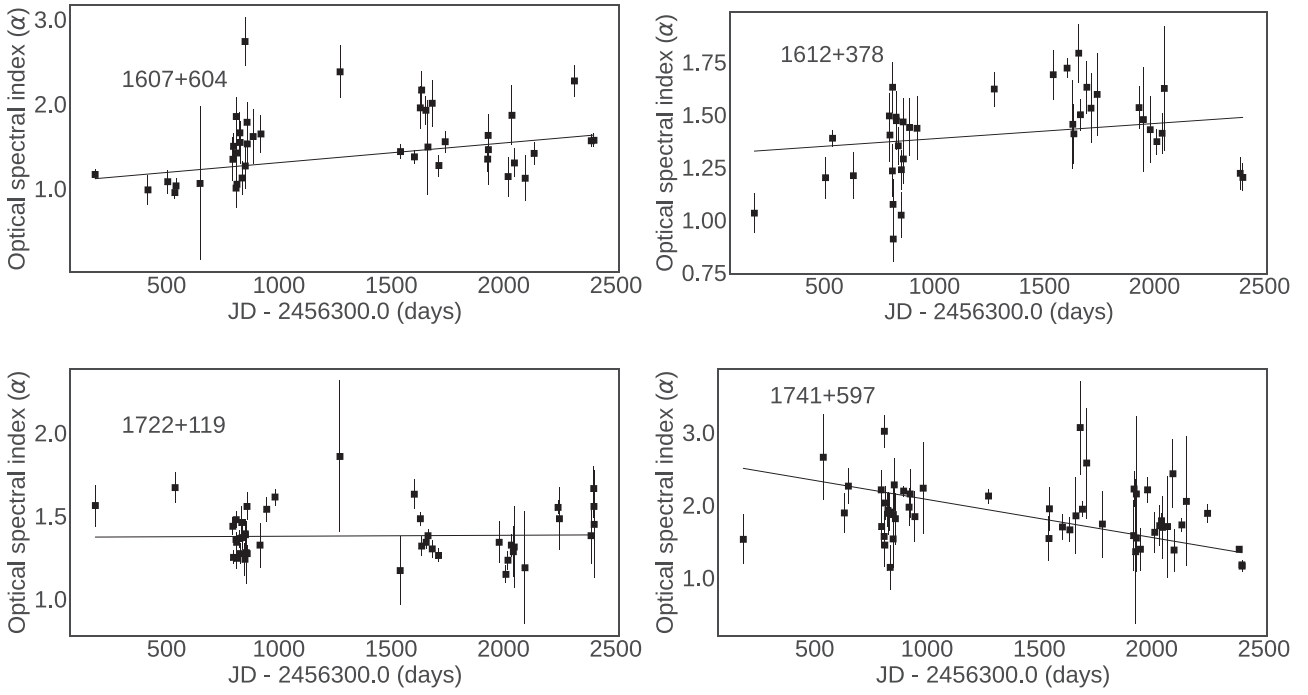 Optical spectral index (α)
3.0
2.0
1.0
1607+604
500 1000 1500 2000 2500
JD - 2456300.0 (days)
Optical spectral index (α)
1.75
1.50
1.25
1.00
0.75
1612+378
500 1000 1500 2000 2500
JD - 2456300.0 (days)
Optical spectral index (α)
2.0
1.5
1.0
1722+119
500 1000 1500 2000 2500
JD - 2456300.0 (days)
Optical spectral index (α)
3.0
2.0
1.0
1741+597
500 1000 1500 2000 2500
JD - 2456300.0 (days)